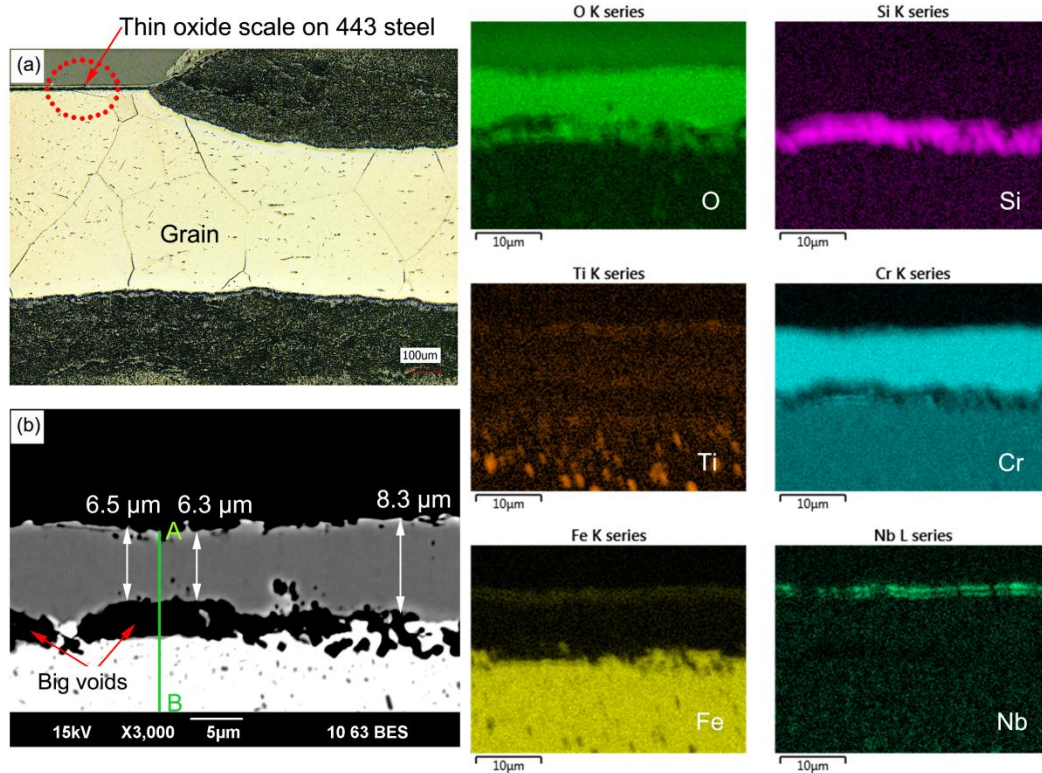 Thin oxide scale on 443 steel
(a)
Grain
100um
(b)
6.5 μm
6.3 μm
8.3 μm
A
Big voids
B
15kV X3,000 5μm 10 63 BES
O K series
O
10μm
Si K series
Si
10μm
Ti K series
Ti
10μm
Cr K series
Cr
10μm
Fe K series
Fe
10μm
Nb L series
Nb
10μm